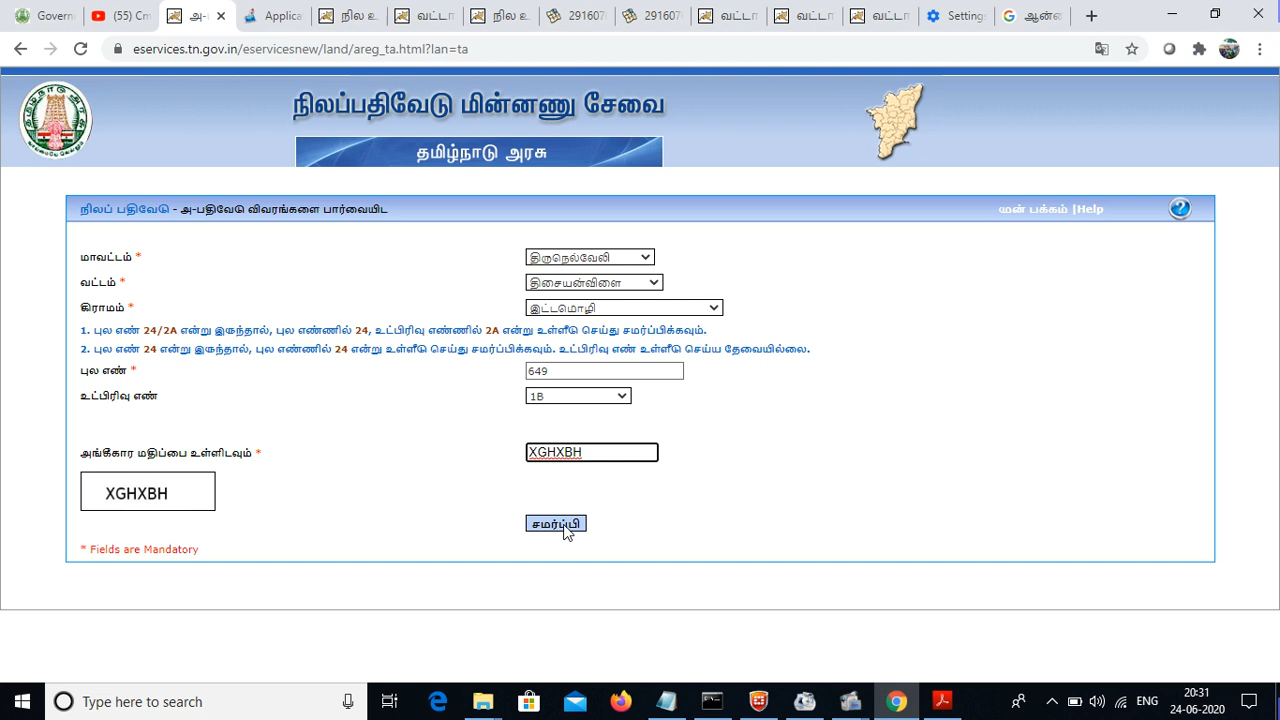 Govern
(55) Cm
அ-ப
Applica
நில உ
வட்டா
நில உ
291607
291607
வட்டா
வட்டா
வட்டா
Settings
ஆன்ல
eservices.tn.gov.in/eservicesnew/land/areg_ta.html?lan=ta
நிலப்பதிவேடு மின்னணு சேவை
தமிழ்நாடு அரசு
நிலப் பதிவேடு - அ-பதிவேடு விவரங்களை பார்வையிட
முன் பக்கம் |Help
மாவட்டம் *
திருநெல்வேலி
வட்டம் *
திசையன்விளை
கிராமம் *
இட்டமொழி
1. புல எண் 24/2A என்று இருந்தால், புல எண்ணில் 24, உட்பிரிவு எண்ணில் 2A என்று உள்ளீடு செய்து சமர்ப்பிக்கவும்.
2. புல எண் 24 என்று இருந்தால், புல எண்ணில் 24 என்று உள்ளீடு செய்து சமர்ப்பிக்கவும். உட்பிரிவு எண் உள்ளீடு செய்ய தேவையில்லை.
புல எண் *
649
உட்பிரிவு எண்
1B
அங்கீகார மதிப்பை உள்ளிடவும் *
XGHXBH
XGHXBH
சமர்ப்பி
* Fields are Mandatory
Type here to search
ENG
20:31
24-06-2020